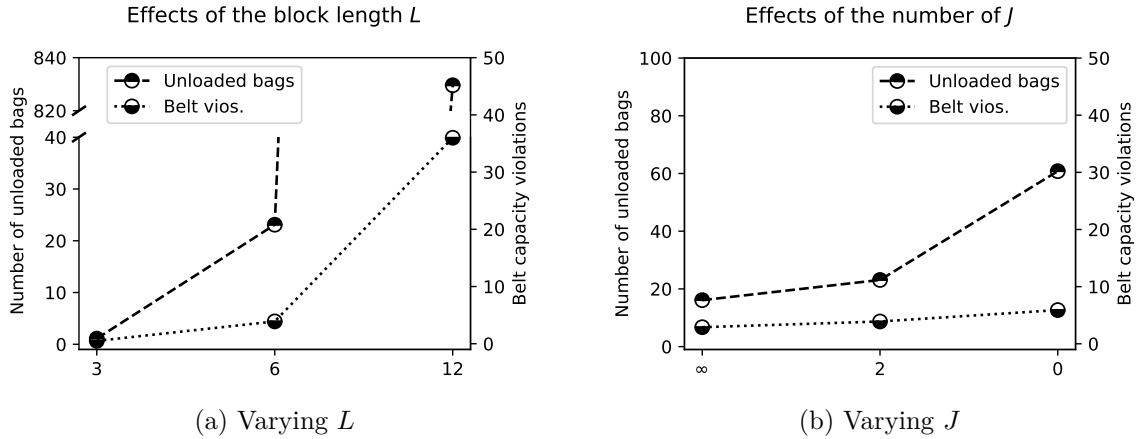 Effects of the block length L
Number of unloaded bags
840
820
40
30
20
10
0
Unloaded bags
Belt vios.
50
40
30
20
10
0
Belt capacity violations
3 6 12
(a) Varying L
Effects of the number of J
Number of unloaded bags
100
80
60
40
20
0
Unloaded bags
Belt vios.
50
40
30
20
10
0
Belt capacity violations
∞ 2 0
(b) Varying J